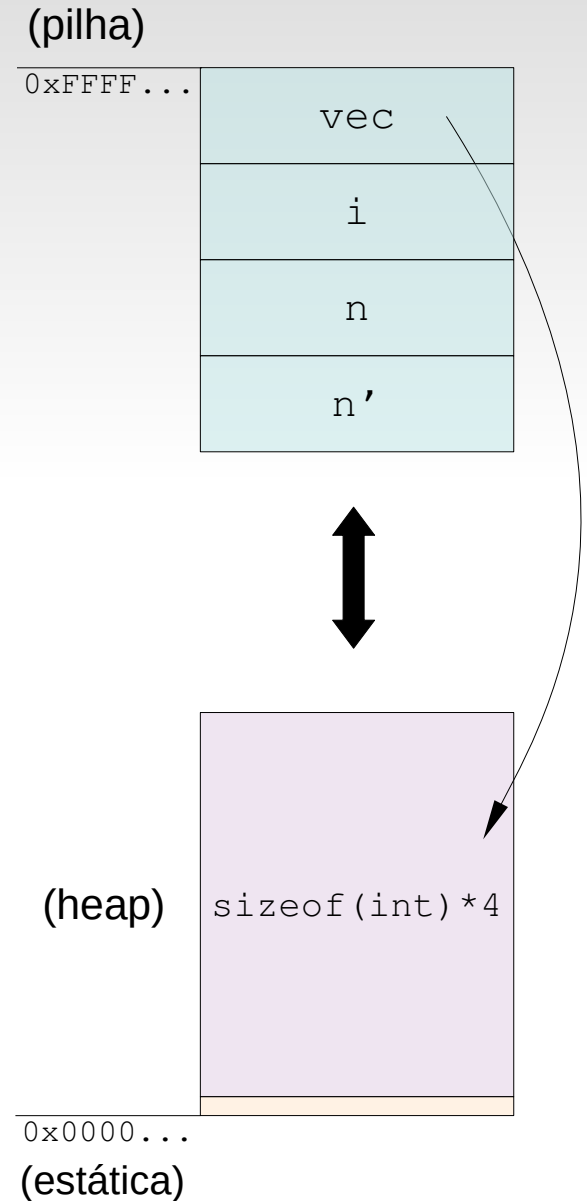 (pilha)
0xFFFF...
vec
i
n
n’
(heap)
sizeof(int)*4
0x0000...
(estática)